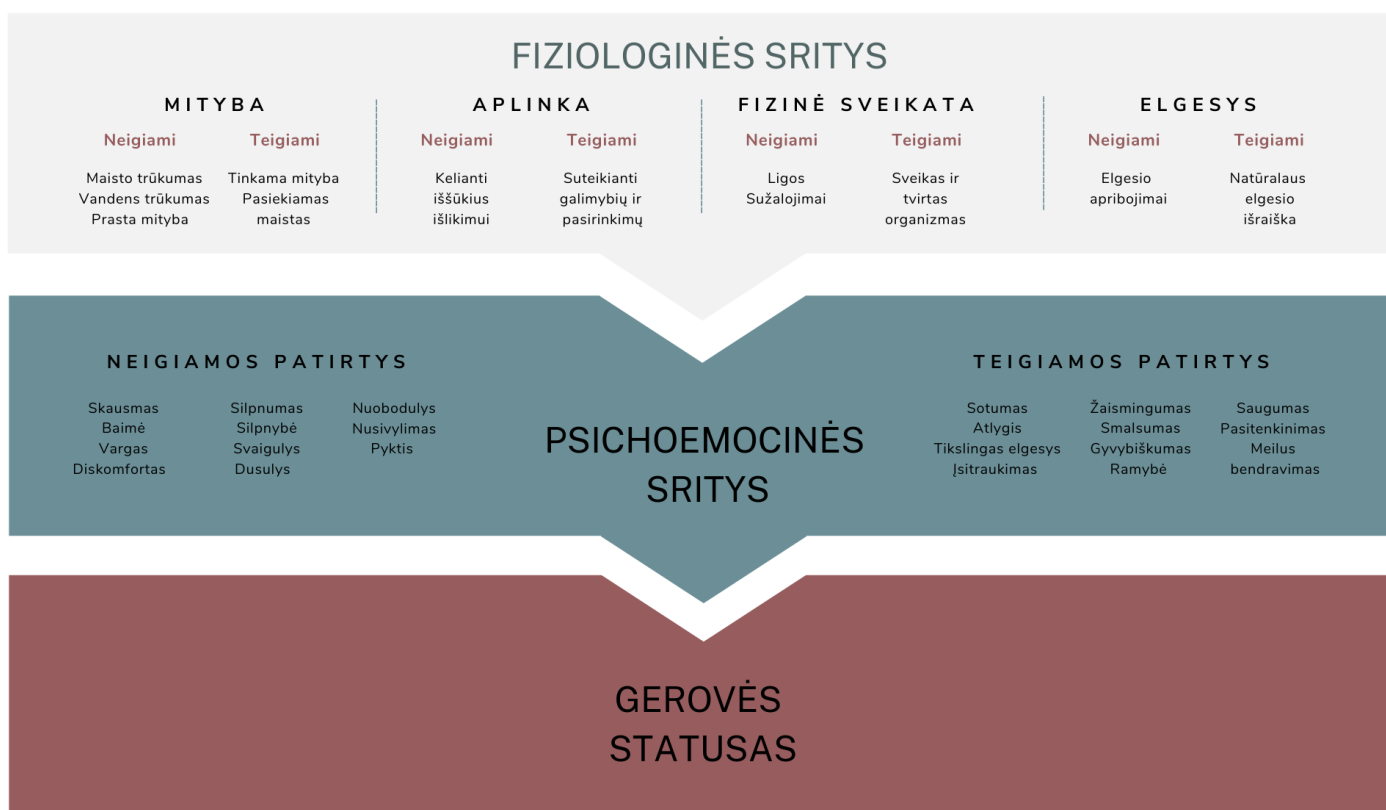 FIZIOLOGINĖS SRITYS
MITYBA
Neigiami
Maisto trūkumas
Vandens trūkumas
Prasta mityba
Teigiami
Tinkama mityba
Pasiekiamas
maistas
APLINKA
Neigiami
Kelianti
iššūkius
išlikimui
Teigiami
Suteikianti
galimybių ir
pasirinkimų
FIZINĖ SVEIKATA
Neigiami
Ligos
Sužalojimai
Teigiami
Sveikas ir
tvirtas
organizmas
ELGESYS
Neigiami
Elgesio
apribojimai
Teigiami
Natūralaus
elgesio
išraiška
NEIGIAMOS PATIRTYS
Skausmas
Baimė
Vargas
Diskomfortas
Silpnumas
Silpnybė
Svaigulys
Dusulys
Nuobodulys
Nusivylimas
Pyktis
PSICHOEMOCINĖS
SRITYS
TEIGIAMOS PATIRTYS
Sotumas
Atlygis
Tikslingas elgesys
Įsitraukimas
Žaismingumas
Smalsumas
Gyvybiškumas
Ramybė
Saugumas
Pasitenkinimas
Meilus
bendravimas
GEROVĖS
STATUSAS